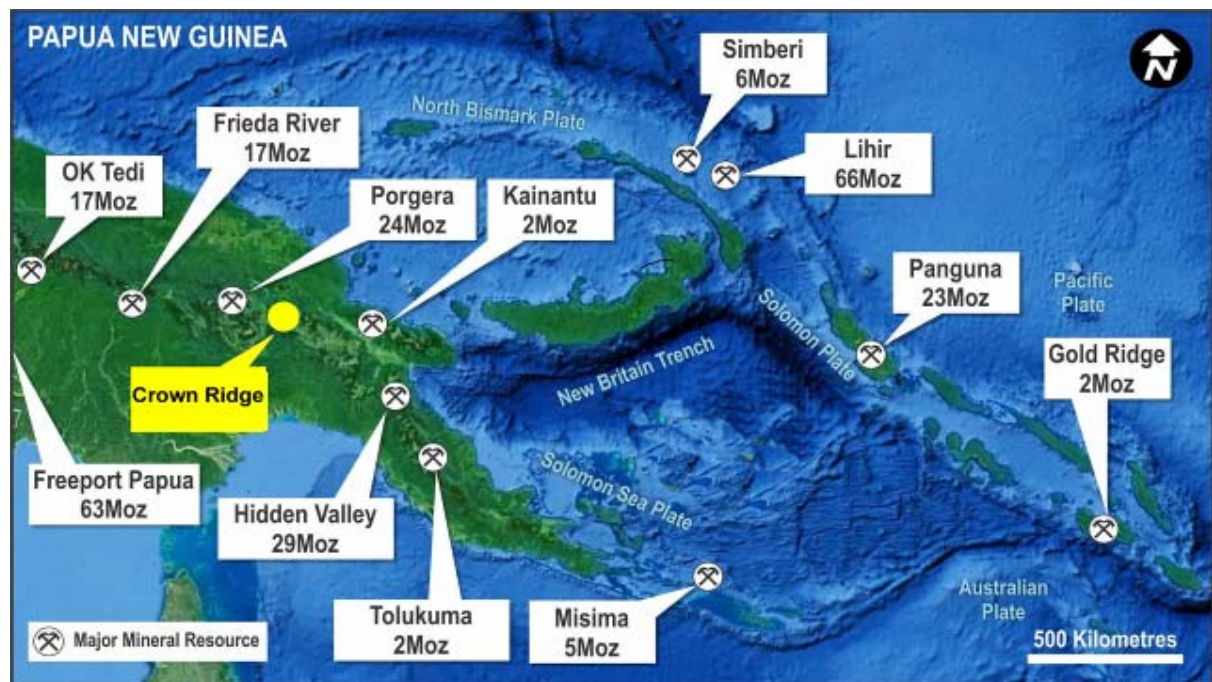 PAPUA NEW GUINEA
N
Simberi
6Moz
North Bismark Plate
Frieda River
17Moz
Lihir
66Moz
OK Tedi
17Moz
Porgera
24Moz
Kainantu
2Moz
Panguna
23Moz
Pacific
Plate
Solomon Plate
Gold Ridge
2Moz
New Britain Trench
Crown Ridge
Freeport Papua
63Moz
Solomon Sea Plate
Hidden Valley
29Moz
Australian
Plate
Tolukuma
2Moz
Misima
5Moz
Major Mineral Resource
500 Kilometres